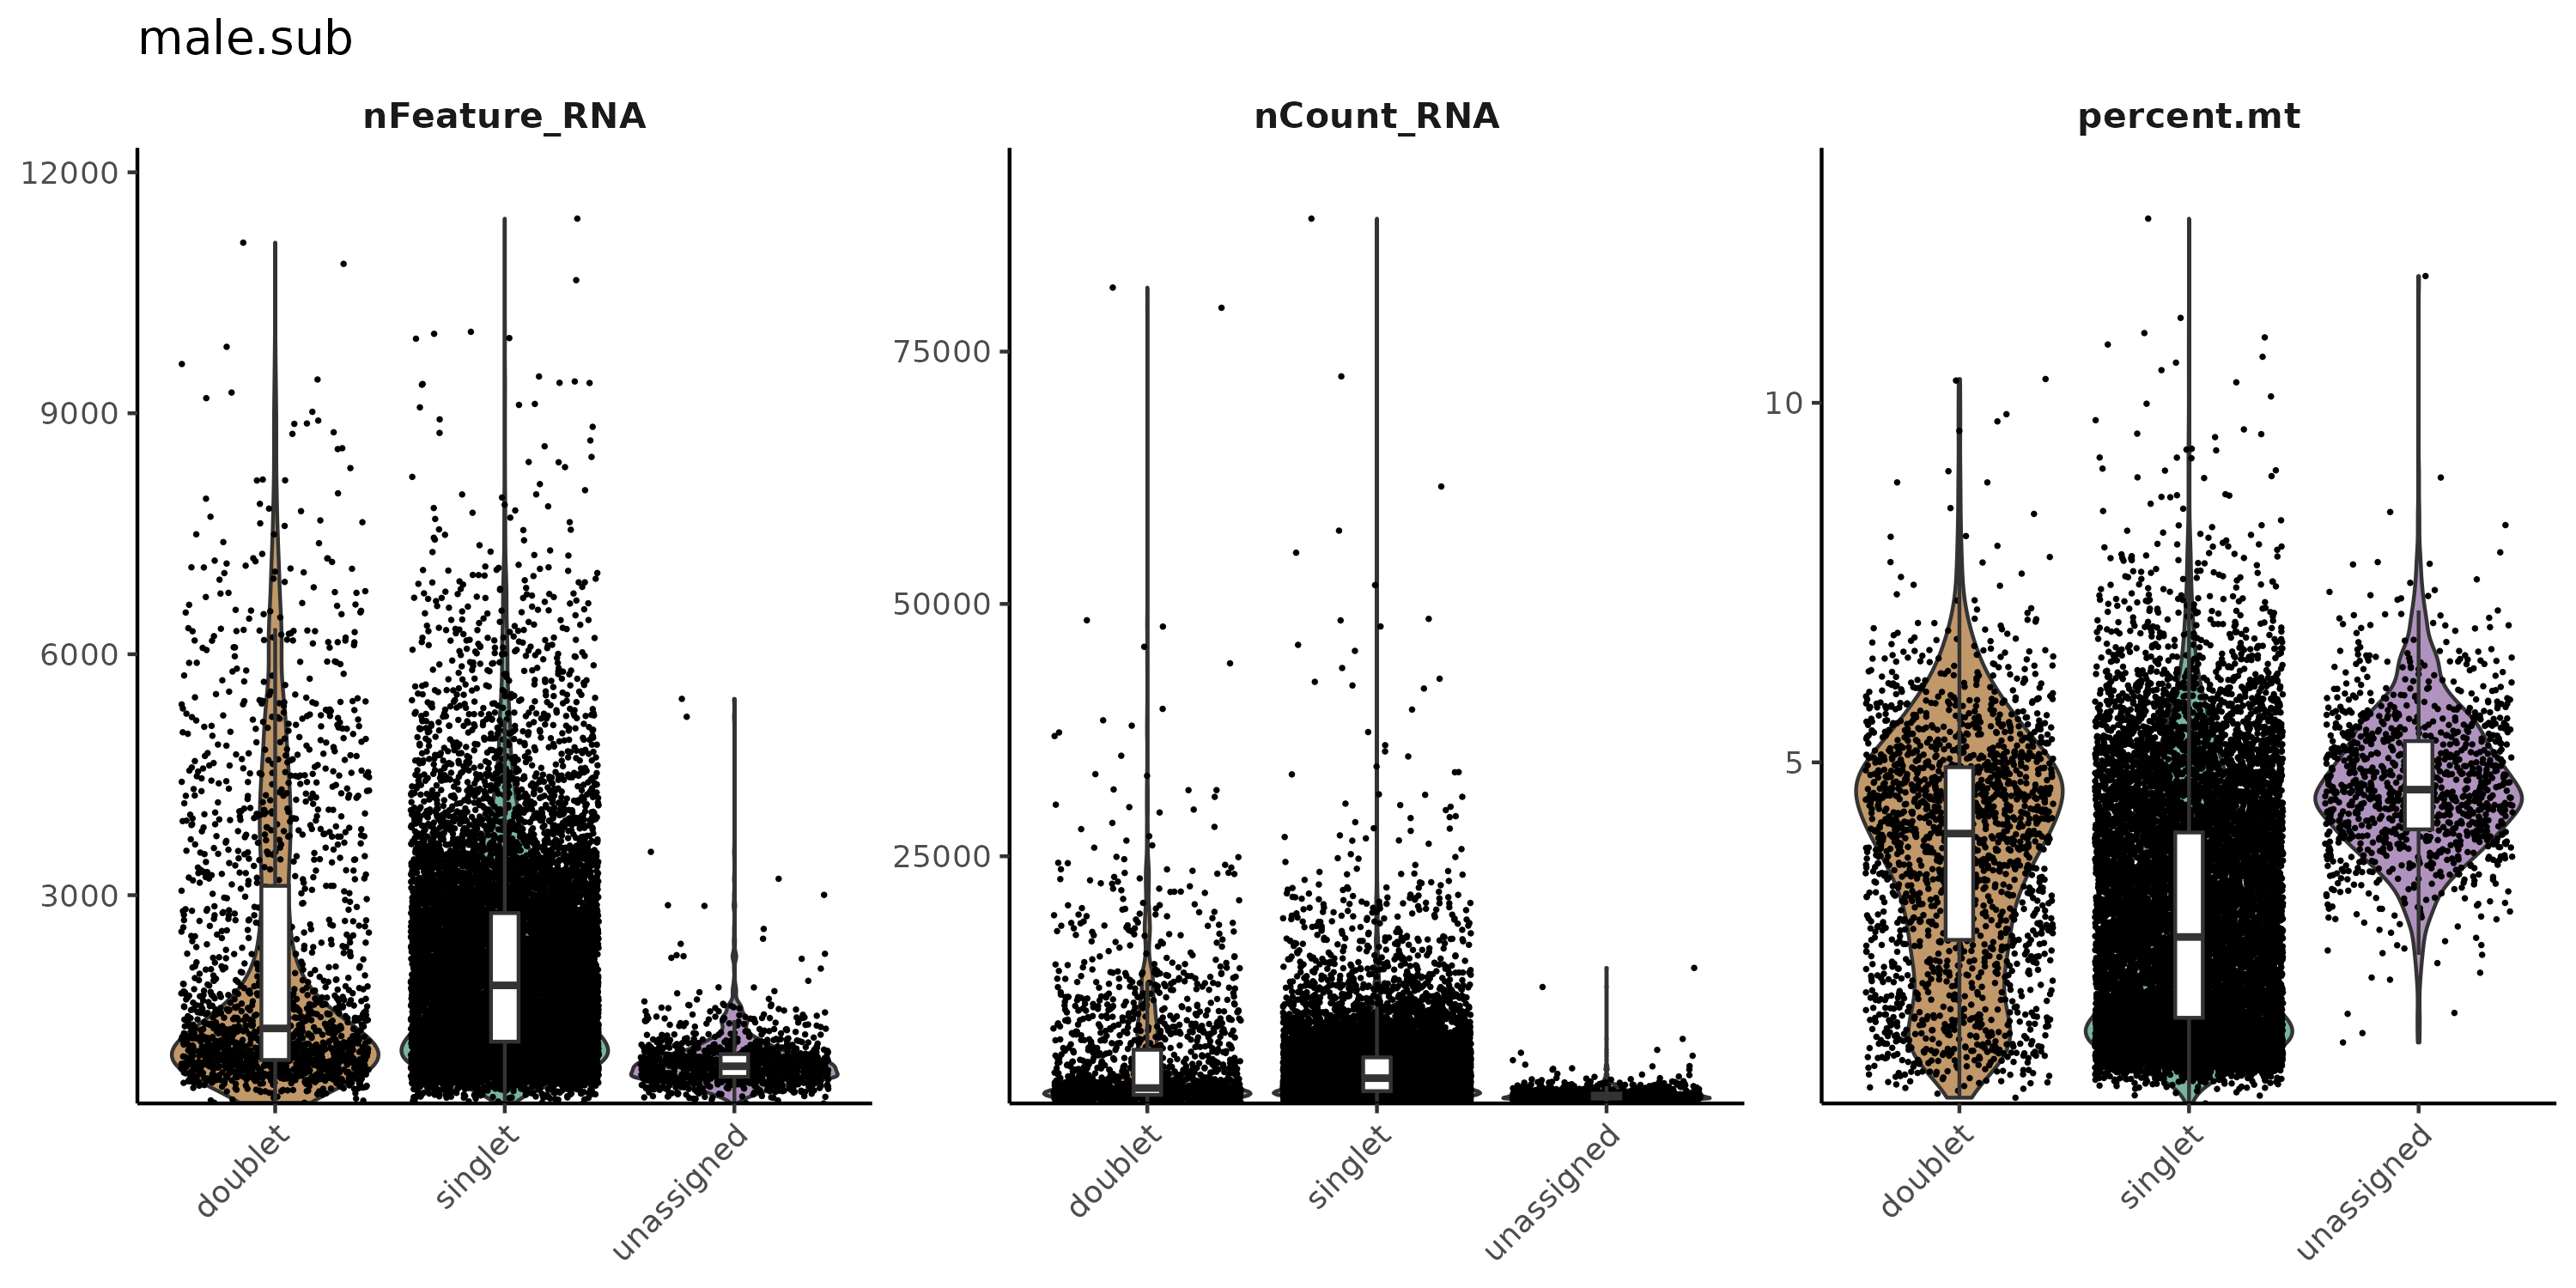 male.sub
nFeature_RNA
nCount_RNA
percent.mt
12000
9000
6000
3000
75000
50000
25000
10
5
doublet
singlet
unassigned
doublet
singlet
unassigned
doublet
singlet
unassigned